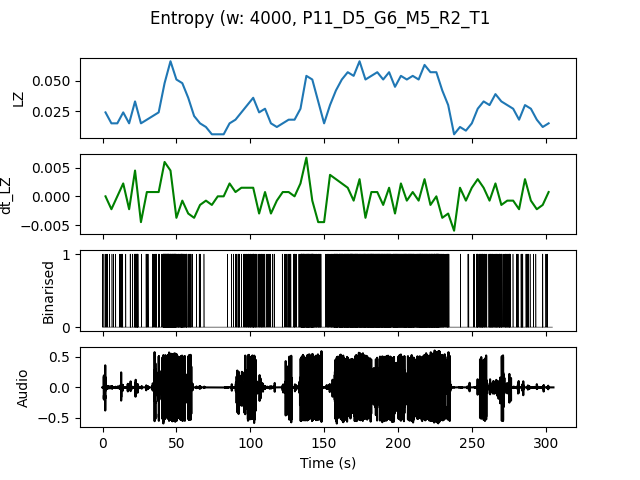 Entropy (w: 4000, P11_D5_G6_M5_R2_T1
LZ
0.050
0.025
dt_LZ
0.005
0.000
−0.005
Binarised
1
0
Audio
0.5
0.0
−0.5
0 50 100 150 200 250 300
Time (s)